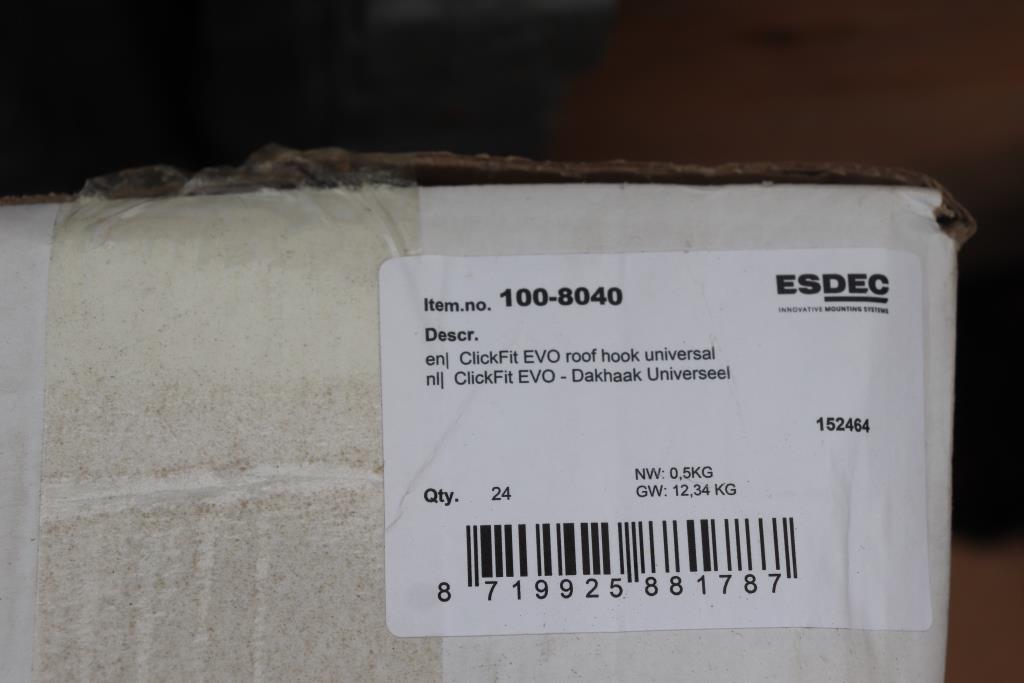 Item.no. 100-8040
ESDEC
INNOVATIVE MOUNTING SYSTEMS
Descr.
en| ClickFit EVO roof hook universal
nl| ClickFit EVO - Dakhaak Universeel
152464
NW: 0,5KG
Qty. 24 GW: 12,34 KG
8 719925 881787